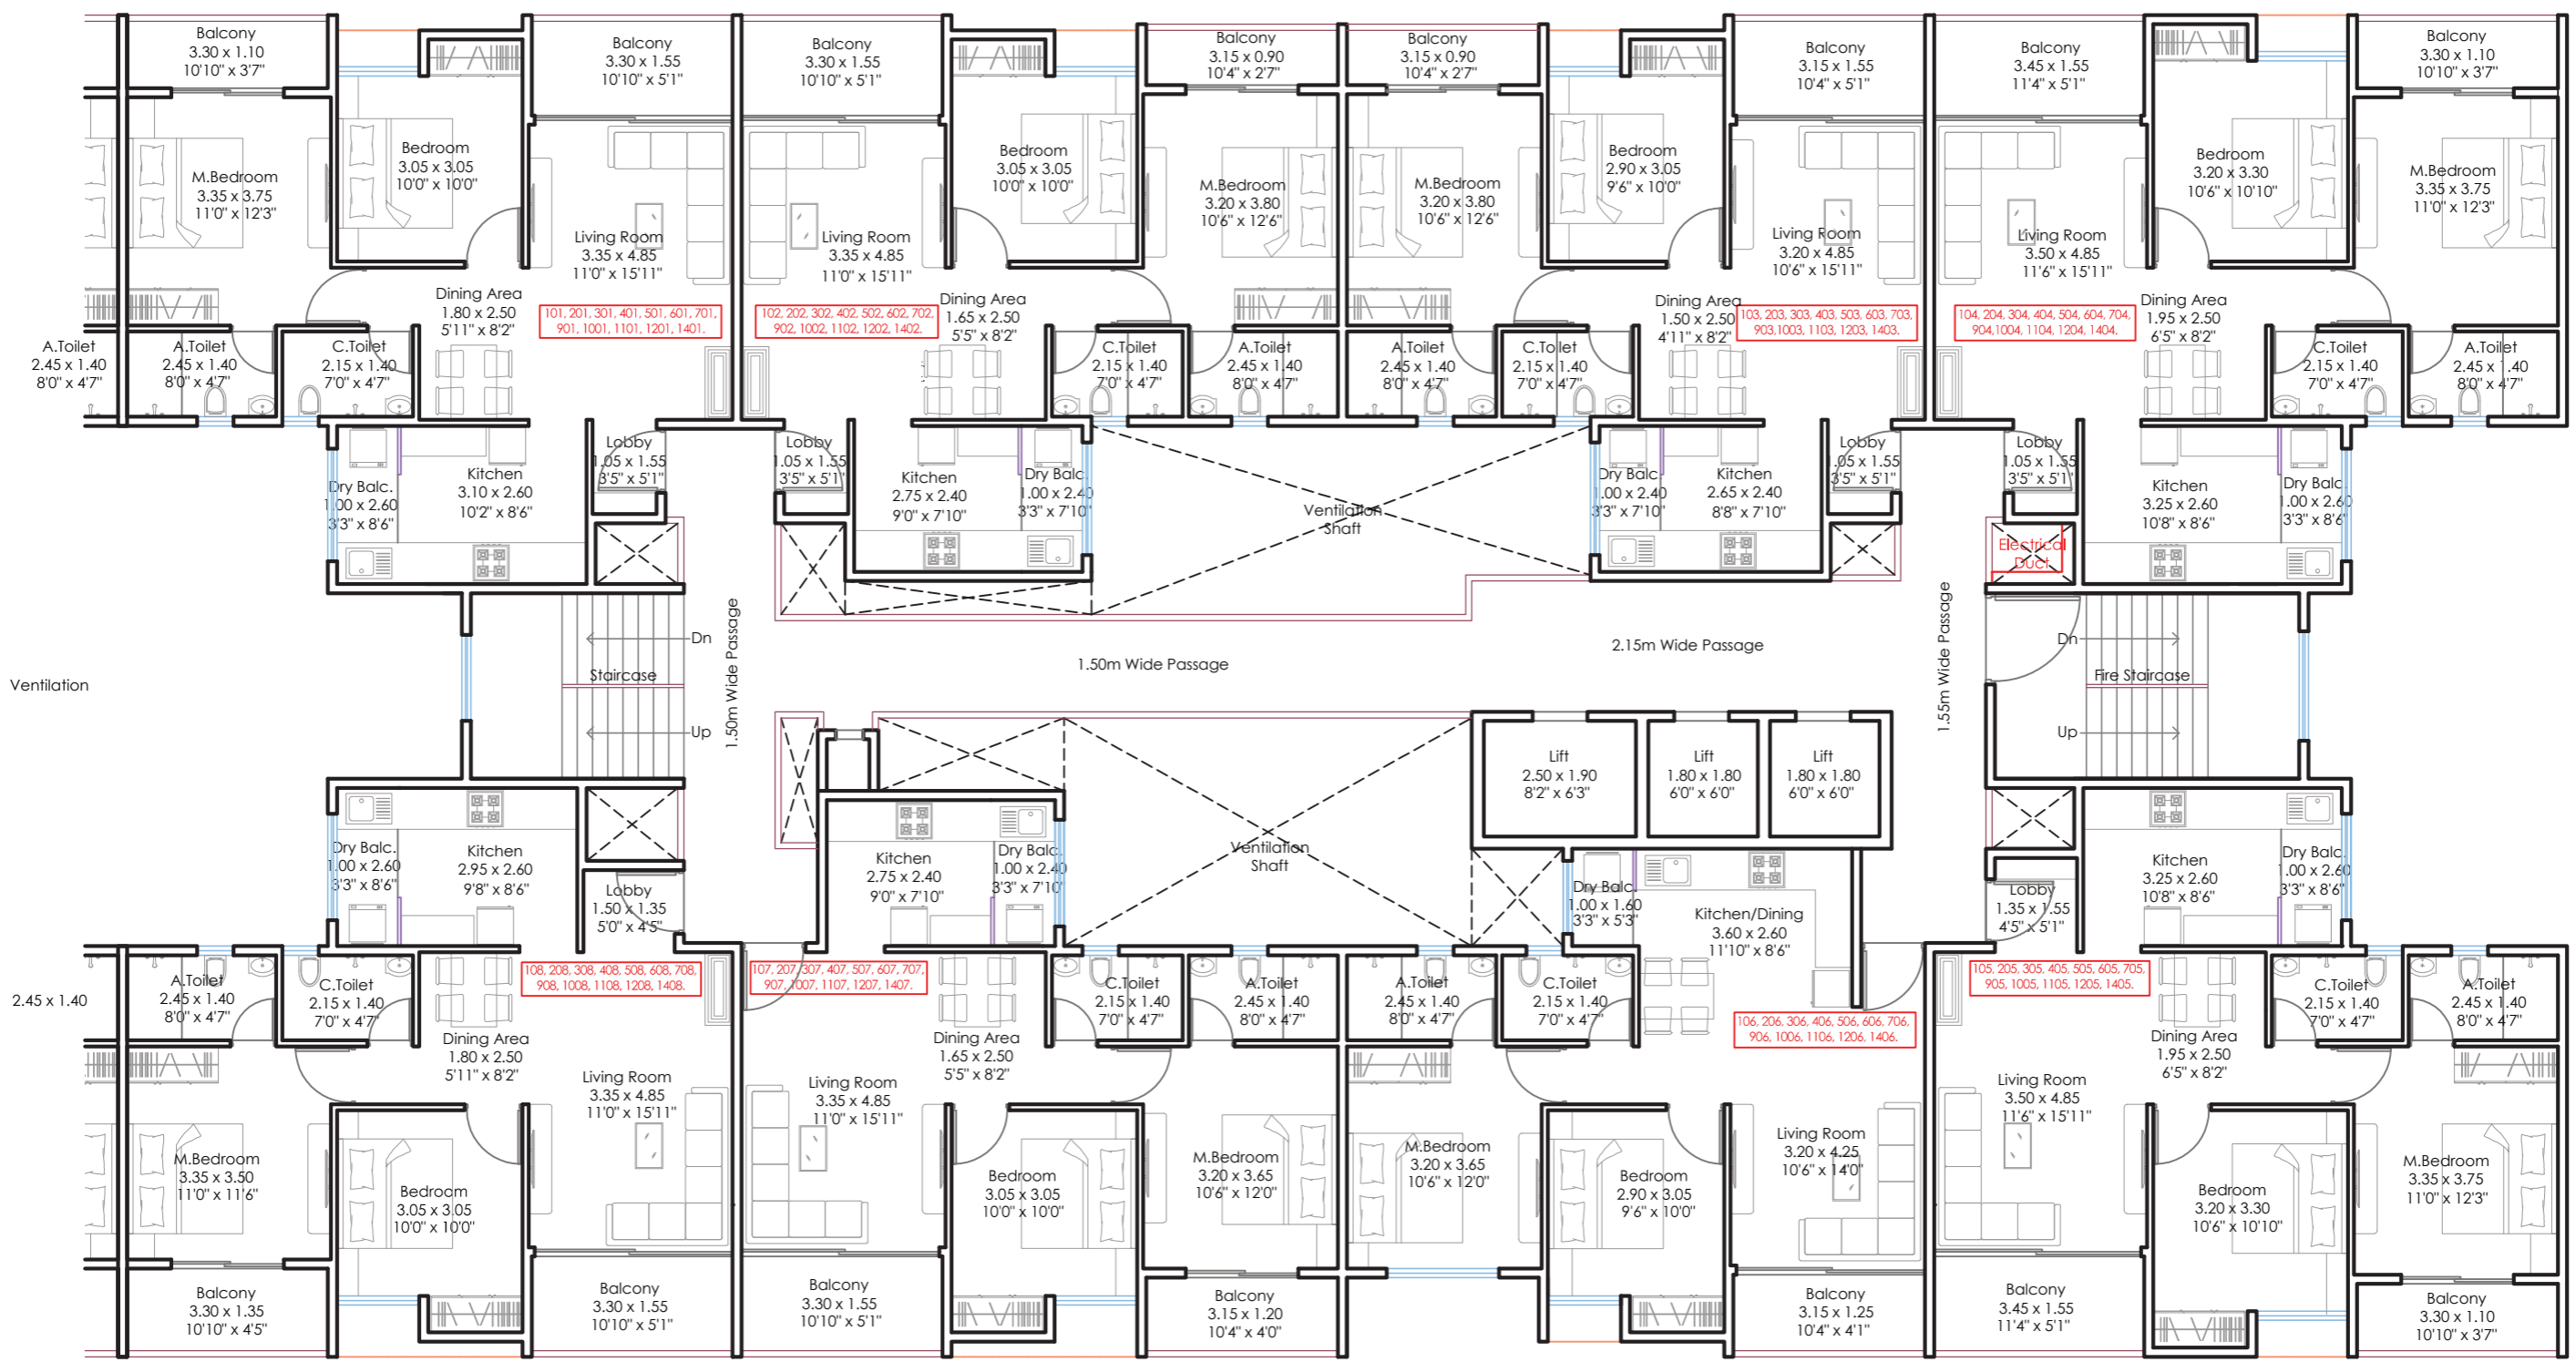 Balcony
3.30 x 1.10
10'10" x 3'7"
Balcony
3.30 x 1.55
10'10" x 5'1"
Balcony
3.30 x 1.55
10'10" x 5'1"
Balcony
3.15 x 0.90
10'4" x 2'7"
Balcony
3.15 x 0.90
10'4" x 2'7"
Balcony
3.15 x 1.55
10'4" x 5'1"
Balcony
3.45 x 1.55
11'4" x 5'1"
Balcony
3.30 x 1.10
10'10" x 3'7"
M.Bedroom
3.35 x 3.75
11'0" x 12'3"
Bedroom
3.05 x 3.05
10'0" x 10'0"
Living Room
3.35 x 4.85
11'0" x 15'11"
Living Room
3.35 x 4.85
11'0" x 15'11"
Bedroom
3.05 x 3.05
10'0" x 10'0"
M.Bedroom
3.20 x 3.80
10'6" x 12'6"
M.Bedroom
3.20 x 3.80
10'6" x 12'6"
Bedroom
2.90 x 3.05
9'6" x 10'0"
Living Room
3.20 x 4.85
10'6" x 15'11"
Living Room
3.50 x 4.85
11'6" x 15'11"
Bedroom
3.20 x 3.30
10'6" x 10'10"
M.Bedroom
3.35 x 3.75
11'0" x 12'3"
Dining Area
1.80 x 2.50
5'11" x 8'2"
101, 201, 301, 401, 501, 601, 701,
901, 1001, 1101, 1201, 1401.
102, 202, 302, 402, 502, 602, 702,
902, 1002, 1102, 1202, 1402.
Dining Area
1.65 x 2.50
5'5" x 8'2"
Dining Area
1.50 x 2.50
4'11" x 8'2"
103, 203, 303, 403, 503, 603, 703,
903,1003, 1103, 1203, 1403.
104, 204, 304, 404, 504, 604, 704,
904,1004, 1104, 1204, 1404.
Dining Area
1.95 x 2.50
6'5" x 8'2"
A.Toilet
2.45 x 1.40
8'0" x 4'7"
A.Toilet
2.45 x 1.40
8'0" x 4'7"
C.Toilet
2.15 x 1.40
7'0" x 4'7"
C.Toilet
2.15 x 1.40
7'0" x 4'7"
A.Toilet
2.45 x 1.40
8'0" x 4'7"
A.Toilet
2.45 x 1.40
8'0" x 4'7"
C.Toilet
2.15 x 1.40
7'0" x 4'7"
C.Toilet
2.15 x 1.40
7'0" x 4'7"
A.Toilet
2.45 x 1.40
8'0" x 4'7"
Dry Balc.
1.00 x 2.60
3'3" x 8'6"
Kitchen
3.10 x 2.60
10'2" x 8'6"
Lobby
1.05 x 1.55
3'5" x 5'1"
Lobby
1.05 x 1.55
3'5" x 5'1"
Kitchen
2.75 x 2.40
9'0" x 7'10"
Dry Balc.
1.00 x 2.40
3'3" x 7'10"
Ventilation
Shaft
Dry Balc.
1.00 x 2.40
3'3" x 7'10"
Kitchen
2.65 x 2.40
8'8" x 7'10"
Lobby
1.05 x 1.55
3'5" x 5'1"
Lobby
1.05 x 1.55
3'5" x 5'1"
Kitchen
3.25 x 2.60
10'8" x 8'6"
Dry Balc.
1.00 x 2.60
3'3" x 8'6"
Electrical
Duct
Ventilation
Dn
Staircase
Up
1.50m Wide Passage
1.50m Wide Passage
2.15m Wide Passage
1.55m Wide Passage
Dn
Fire Staircase
Up
Lift
2.50 x 1.90
8'2" x 6'3"
Lift
1.80 x 1.80
6'0" x 6'0"
Lift
1.80 x 1.80
6'0" x 6'0"
Dry Balc.
1.00 x 2.60
3'3" x 8'6"
Kitchen
2.95 x 2.60
9'8" x 8'6"
Lobby
1.50 x 1.35
5'0" x 4'5"
Kitchen
2.75 x 2.40
9'0" x 7'10"
Dry Balc.
1.00 x 2.40
3'3" x 7'10"
Ventilation
Shaft
Dry Balc.
1.00 x 1.60
3'3" x 5'3"
Kitchen/Dining
3.60 x 2.60
11'10" x 8'6"
Lobby
1.35 x 1.55
4'5" x 5'1"
Kitchen
3.25 x 2.60
10'8" x 8'6"
Dry Balc.
1.00 x 2.60
3'3" x 8'6"
2.45 x 1.40
A.Toilet
2.45 x 1.40
8'0" x 4'7"
C.Toilet
2.15 x 1.40
7'0" x 4'7"
108, 208, 308, 408, 508, 608, 708,
908, 1008, 1108, 1208, 1408.
107, 207, 307, 407, 507, 607, 707,
907, 1007, 1107, 1207, 1407.
C.Toilet
2.15 x 1.40
7'0" x 4'7"
A.Toilet
2.45 x 1.40
8'0" x 4'7"
A.Toilet
2.45 x 1.40
8'0" x 4'7"
C.Toilet
2.15 x 1.40
7'0" x 4'7"
106, 206, 306, 406, 506, 606, 706,
906, 1006, 1106, 1206, 1406.
105, 205, 305, 405, 505, 605, 705,
905, 1005, 1105, 1205, 1405.
C.Toilet
2.15 x 1.40
7'0" x 4'7"
A.Toilet
2.45 x 1.40
8'0" x 4'7"
Dining Area
1.80 x 2.50
5'11" x 8'2"
Dining Area
1.65 x 2.50
5'5" x 8'2"
Dining Area
1.95 x 2.50
6'5" x 8'2"
M.Bedroom
3.35 x 3.50
11'0" x 11'6"
Bedroom
3.05 x 3.05
10'0" x 10'0"
Living Room
3.35 x 4.85
11'0" x 15'11"
Living Room
3.35 x 4.85
11'0" x 15'11"
Bedroom
3.05 x 3.05
10'0" x 10'0"
M.Bedroom
3.20 x 3.65
10'6" x 12'0"
M.Bedroom
3.20 x 3.65
10'6" x 12'0"
Bedroom
2.90 x 3.05
9'6" x 10'0"
Living Room
3.20 x 4.25
10'6" x 14'0"
Living Room
3.50 x 4.85
11'6" x 15'11"
Bedroom
3.20 x 3.30
10'6" x 10'10"
M.Bedroom
3.35 x 3.75
11'0" x 12'3"
Balcony
3.30 x 1.35
10'10" x 4'5"
Balcony
3.30 x 1.55
10'10" x 5'1"
Balcony
3.30 x 1.55
10'10" x 5'1"
Balcony
3.15 x 1.20
10'4" x 4'0"
Balcony
3.15 x 1.25
10'4" x 4'1"
Balcony
3.45 x 1.55
11'4" x 5'1"
Balcony
3.30 x 1.10
10'10" x 3'7"